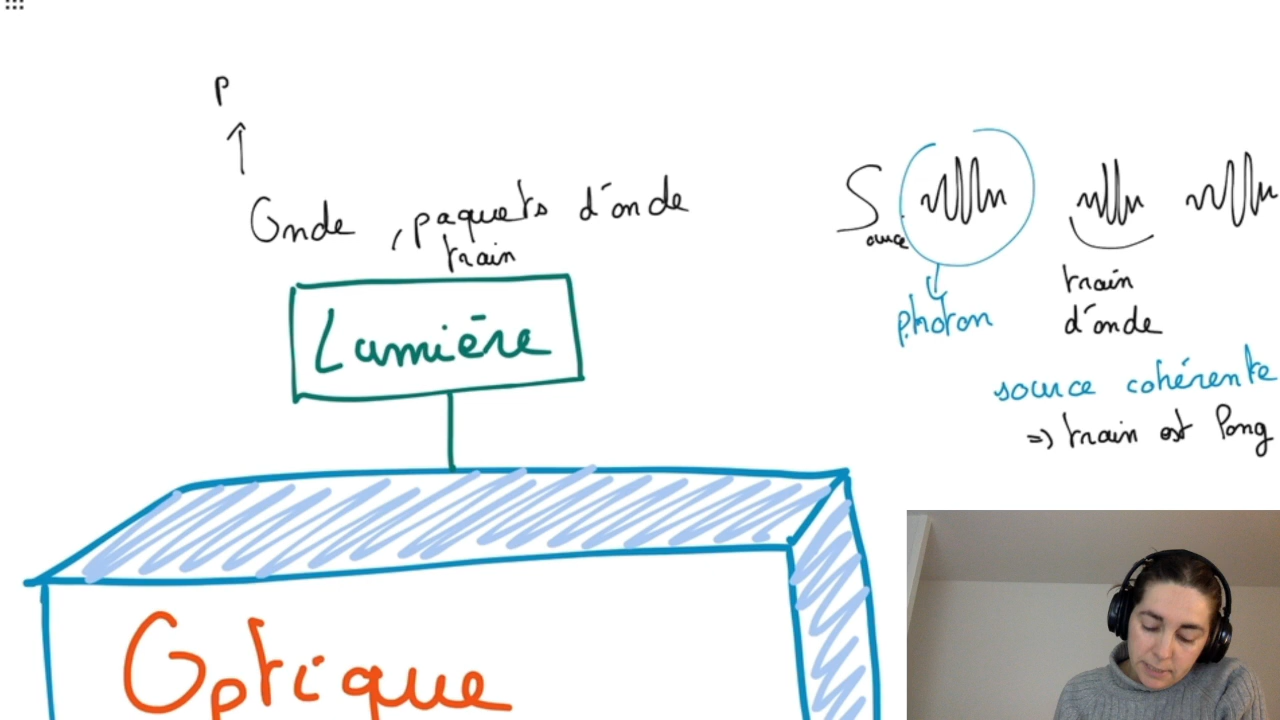 P
Onde , paquets d'onde
train
Lumière
Optique
Source
photon
train
d'onde
source cohérente
=> train est long